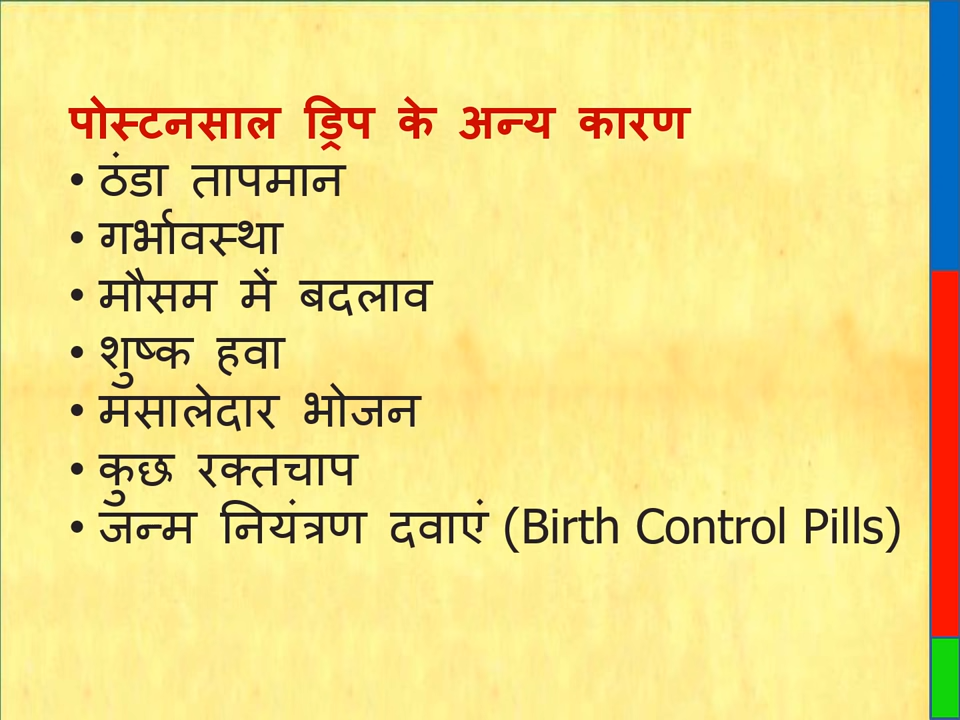 पोस्टनसाल ड्रिप के अन्य कारण
• ठंडा तापमान
• गर्भावस्था
• मौसम में बदलाव
• शुष्क हवा
• मसालेदार भोजन
• कुछ रक्तचाप
• जन्म नियंत्रण दवाएं (Birth Control Pills)